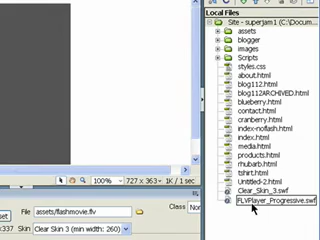 Local Files
Site - superjam1 (C:\Docum...
assets
blogger
images
Scripts
styles.css
about.html
blog112.html
blog112ARCHIVED.html
blueberry.html
contact.html
cranberry.html
index-noflash.html
index.html
media.html
products.html
rhubarb.html
tshirt.html
Untitled-2.html
Clear_Skin_3.swf
FLVPlayer_Progressive.swf
100%
727 x 363
1K / 1 sec
set
File
assets/flashmovie.flv
Class
Non
337
Skin
Clear Skin 3 (min width: 260)